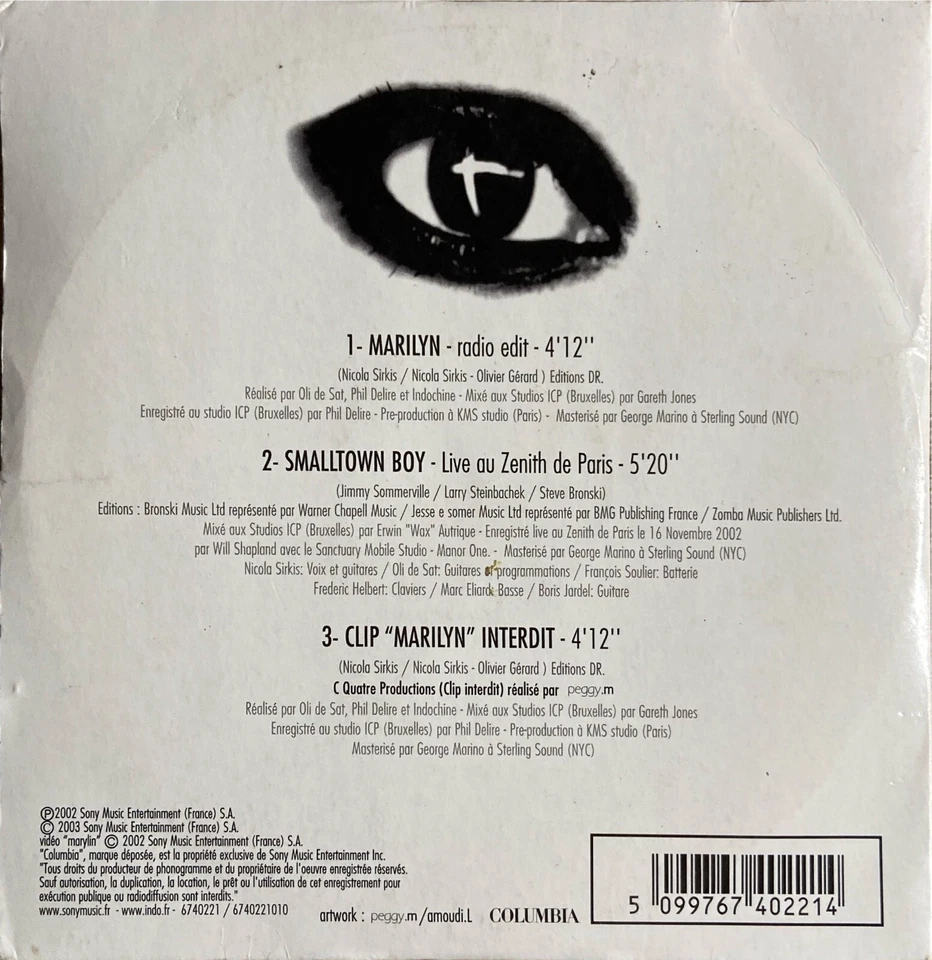 1- MARILYN - radio edit - 4'12''
(Nicola Sirkis / Nicola Sirkis - Olivier Gérard ) Editions DR.
Réalisé par Oli de Sat, Phil Delire et Indochine - Mixé aux Studios ICP (Bruxelles) par Gareth Jones
Enregistré au studio ICP (Bruxelles) par Phil Delire - Pre-production à KMS studio (Paris) - Masterisé par George Marino à Sterling Sound (NYC)
2- SMALLTOWN BOY - Live au Zenith de Paris - 5'20''
(Jimmy Sommerville / Larry Steinbachek / Steve Bronski)
Editions : Bronski Music Ltd représenté par Warner Chapell Music / Jesse e somer Music Ltd représenté par BMG Publishing France / Zomba Music Publishers Ltd.
Mixé aux Studios ICP (Bruxelles) par Erwin "Wax" Autrique - Enregistré live au Zenith de Paris le 16 Novembre 2002
par Will Shapland avec le Sanctuary Mobile Studio - Manor One. - Masterisé par George Marino à Sterling Sound (NYC)
Nicola Sirkis: Voix et guitares / Oli de Sat: Guitares et programmations / François Soulier: Batterie
Frederic Helbert: Claviers / Marc Eliard: Basse / Boris Jardel: Guitare
3- CLIP "MARILYN" INTERDIT - 4'12''
(Nicola Sirkis / Nicola Sirkis - Olivier Gérard ) Editions DR.
C Quatre Productions (Clip interdit) réalisé par peggy.m
Réalisé par Oli de Sat, Phil Delire et Indochine - Mixé aux Studios ICP (Bruxelles) par Gareth Jones
Enregistré au studio ICP (Bruxelles) par Phil Delire - Pre-production à KMS studio (Paris)
Masterisé par George Marino à Sterling Sound (NYC)
℗2002 Sony Music Entertainment (France) S.A.
© 2003 Sony Music Entertainment (France) S.A.
vidéo "marylin" © 2002 Sony Music Entertainment (France) S.A.
"Columbia", marque déposée, est la propriété exclusive de Sony Music Entertainment Inc.
"Tous droits du producteur de phonogramme et du propriétaire de l'oeuvre enregistrée réservés.
Sauf autorisation, la duplication, la location, le prêt ou l'utilisation de cet enregistrement pour
exécution publique ou radiodiffusion sont interdits."
www.sonymusic.fr - www.indo.fr - 6740221 / 6740221010
artwork : peggy.m/amoudi.L COLUMBIA
5 099767 402214